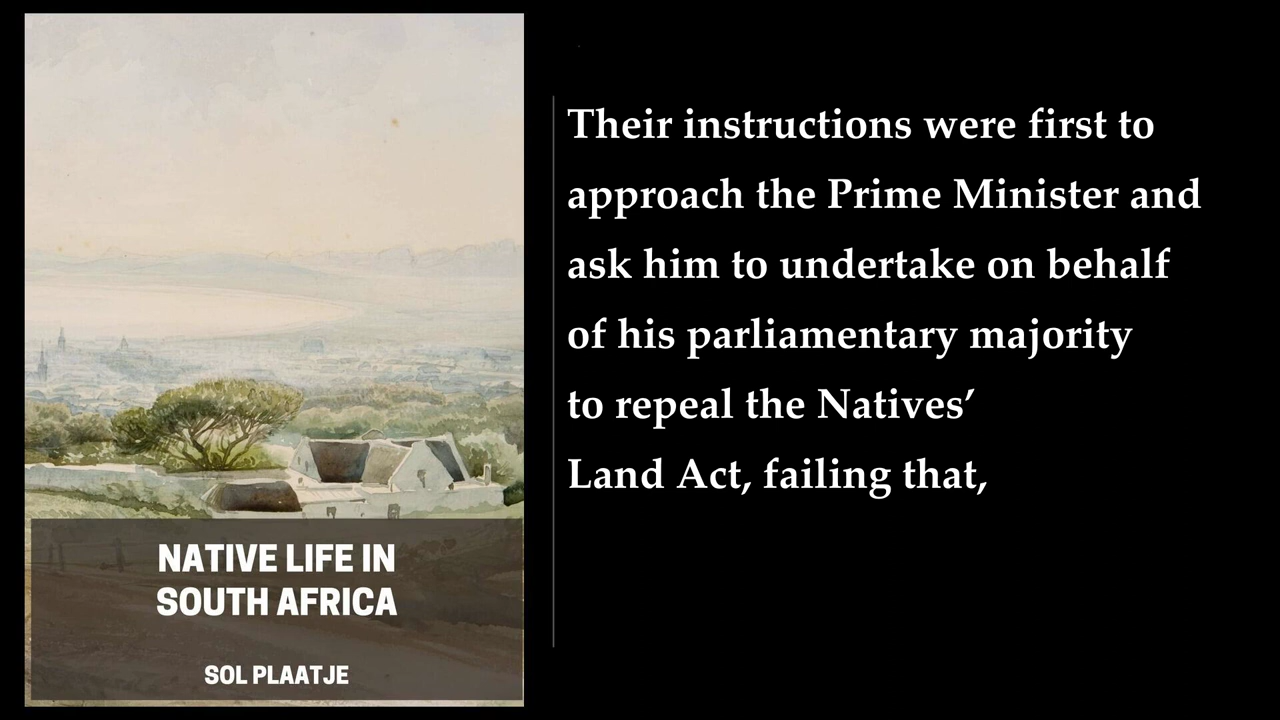 NATIVE LIFE IN
SOUTH AFRICA
SOL PLAATJE
Their instructions were first to
approach the Prime Minister and
ask him to undertake on behalf
of his parliamentary majority
to repeal the Natives’
Land Act, failing that,